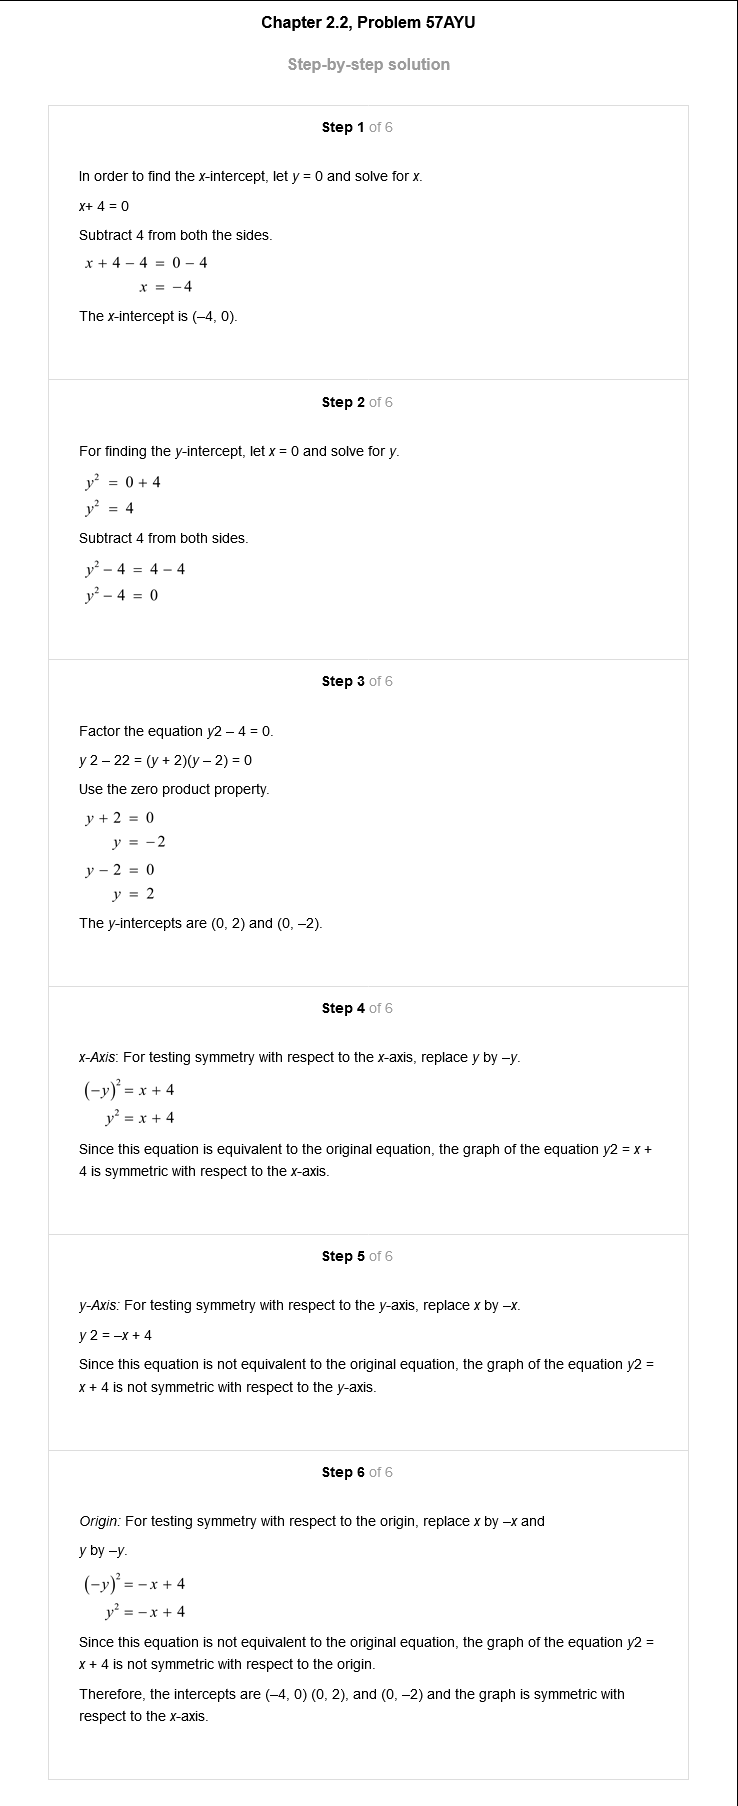 Chapter 2.2, Problem 57AYU
Step-by-step solution
Step 1 of 6
In order to find the x-intercept, let y = 0 and solve for x.
x+ 4 = 0
Subtract 4 from both the sides.
x + 4 – 4 = 0 – 4
x = –4
The x-intercept is (–4, 0).
Step 2 of 6
For finding the y-intercept, let x = 0 and solve for y.
y² = 0 + 4
y² = 4
Subtract 4 from both sides.
y² – 4 = 4 – 4
y² – 4 = 0
Step 3 of 6
Factor the equation y2 – 4 = 0.
y 2 – 22 = (y + 2)(y – 2) = 0
Use the zero product property.
y + 2 = 0
y = –2
y – 2 = 0
y = 2
The y-intercepts are (0, 2) and (0, –2).
Step 4 of 6
x-Axis: For testing symmetry with respect to the x-axis, replace y by –y.
(–y)² = x + 4
y² = x + 4
Since this equation is equivalent to the original equation, the graph of the equation y2 = x +
4 is symmetric with respect to the x-axis.
Step 5 of 6
y-Axis: For testing symmetry with respect to the y-axis, replace x by –x.
y 2 = –x + 4
Since this equation is not equivalent to the original equation, the graph of the equation y2 =
x + 4 is not symmetric with respect to the y-axis.
Step 6 of 6
Origin: For testing symmetry with respect to the origin, replace x by –x and
y by –y.
(–y)² = – x + 4
y² = – x + 4
Since this equation is not equivalent to the original equation, the graph of the equation y2 =
x + 4 is not symmetric with respect to the origin.
Therefore, the intercepts are (–4, 0) (0, 2), and (0, –2) and the graph is symmetric with
respect to the x-axis.